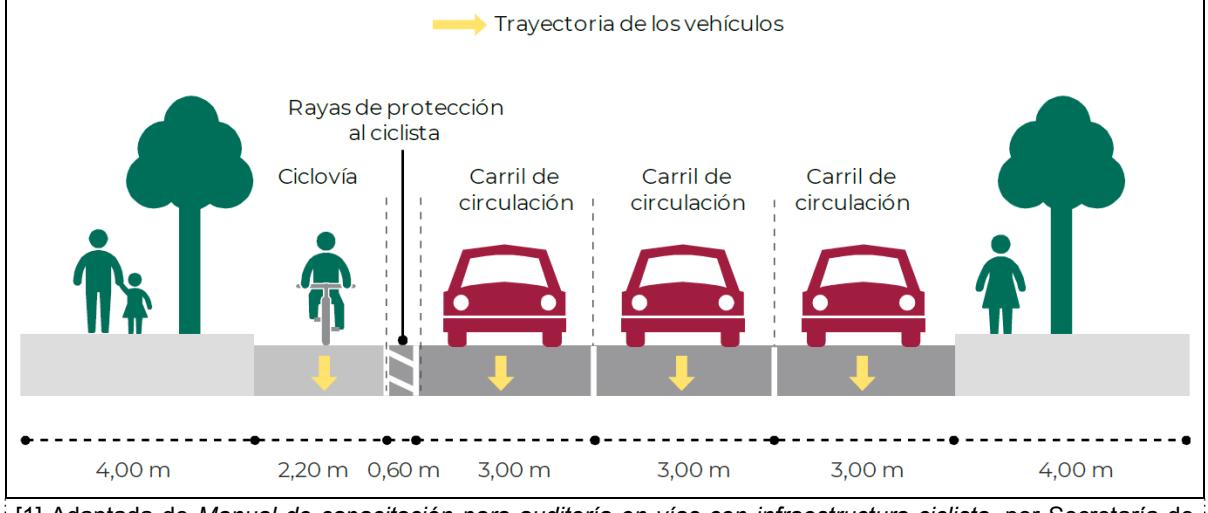 Trayectoria de los vehículos
Rayas de protección
al ciclista
Ciclovía
Carril de
circulación
Carril de
circulación
Carril de
circulación
4,00 m
2,20 m
0,60 m
3,00 m
3,00 m
3,00 m
4,00 m
[1] Adaptada de Manual de capacitación para auditoría en vías con infraestructura ciclista, por Secretaría de